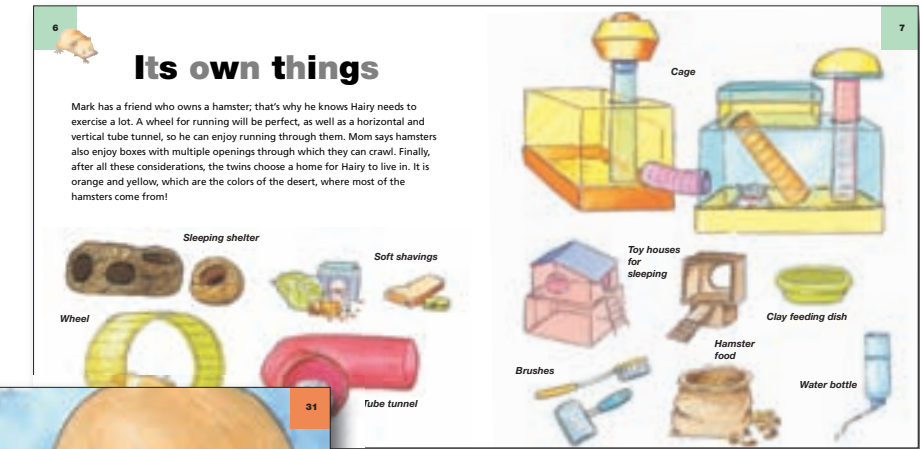 6
Its own things
Mark has a friend who owns a hamster; that's why he knows Hairy needs to
exercise a lot. A wheel for running will be perfect, as well as a horizontal and
vertical tube tunnel, so he can enjoy running through them. Mom says hamsters
also enjoy boxes with multiple openings through which they can crawl. Finally,
after all these considerations, the twins choose a home for Hairy to live in. It is
orange and yellow, which are the colors of the desert, where most of the
hamsters come from!
Sleeping shelter
Soft shavings
Wheel
Tube tunnel
7
Cage
Toy houses
for
sleeping
Clay feeding dish
Hamster
food
Brushes
Water bottle
31